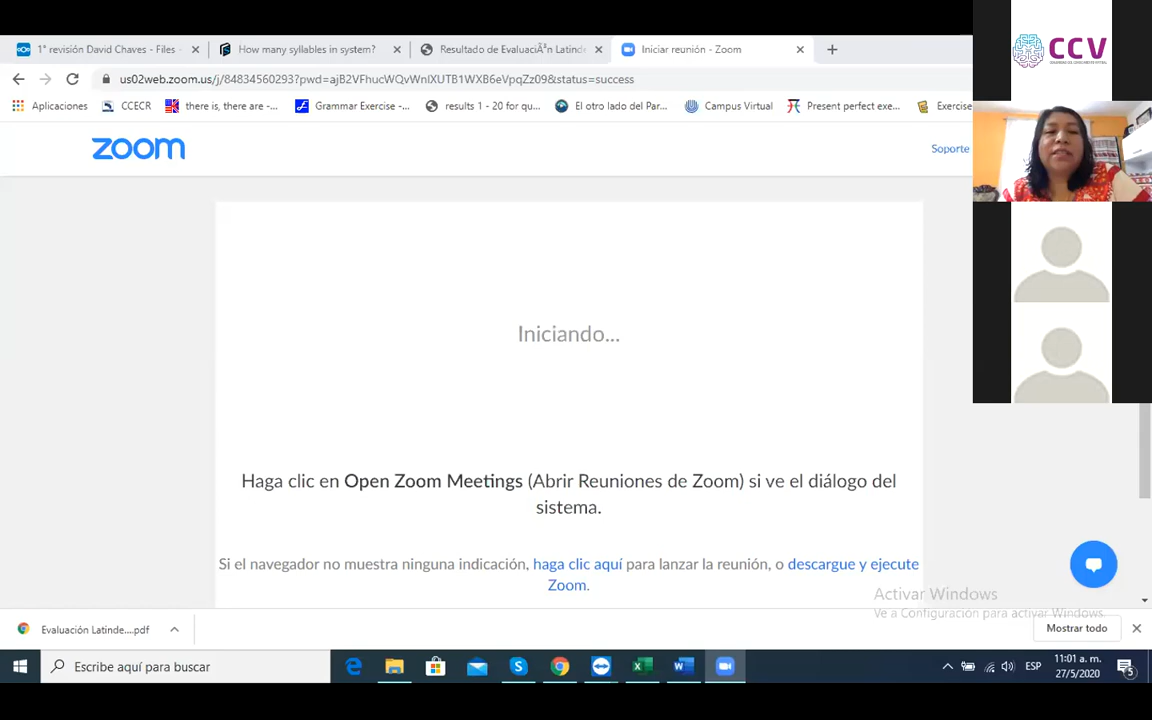 1° revisión David Chaves - Files -
How many syllables in system?
Resultado de EvaluaciÃ³n Latinde
Iniciar reunión - Zoom
us02web.zoom.us/j/84834560293?pwd=ajB2VFhucWQvWnlXUTB1WXB6eVpqZz09&status=success
Aplicaciones
CCECR
there is, there are -...
Grammar Exercise -...
results 1 - 20 for qu...
El otro lado del Par...
Campus Virtual
Present perfect exe...
Exercise
CCV
zoom
Soporte
Iniciando...
Haga clic en Open Zoom Meetings (Abrir Reuniones de Zoom) si ve el diálogo del
sistema.
Si el navegador no muestra ninguna indicación, haga clic aquí para lanzar la reunión, o descargue y ejecute
Zoom.
Activar Windows
Ve a Configuración para activar Windows.
Evaluación Latinde....pdf
Mostrar todo
Escribe aquí para buscar
ESP
11:01 a. m.
27/5/2020
5